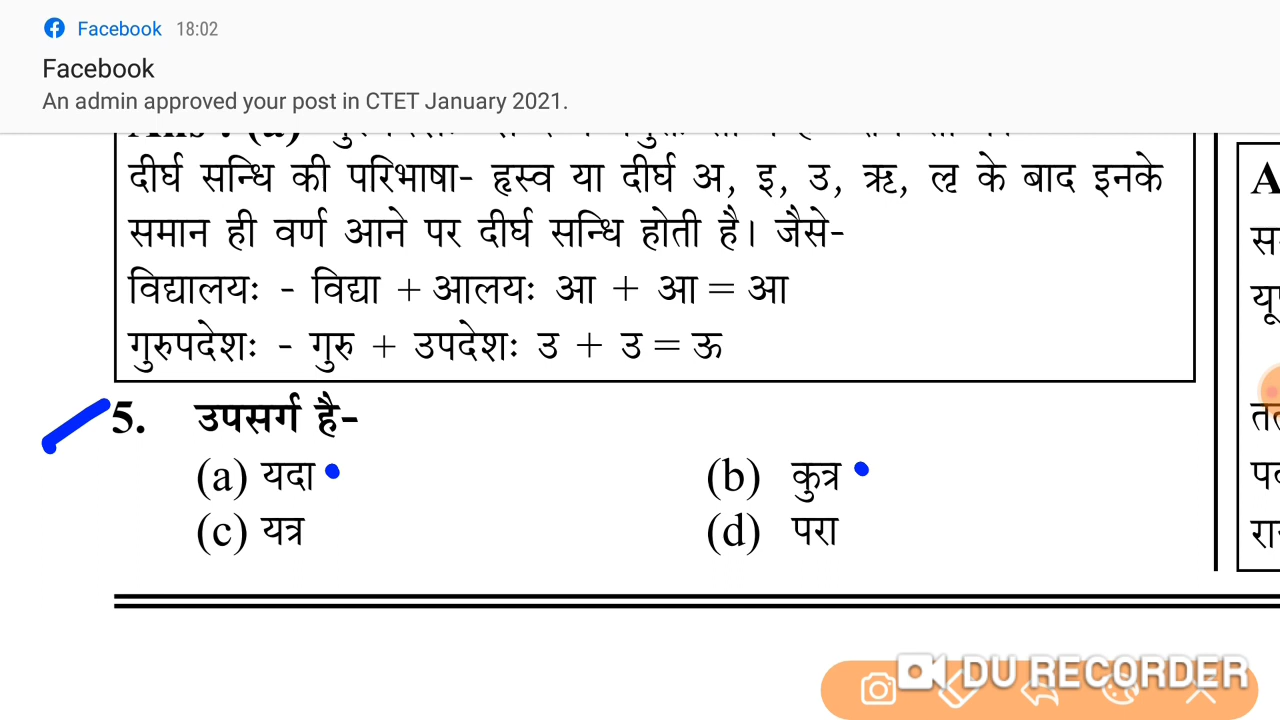 Facebook 18:02
Facebook
An admin approved your post in CTET January 2021.
दीर्घ सन्धि की परिभाषा- हृस्व या दीर्घ अ, इ, उ, ऋ, ऌ के बाद इनके
समान ही वर्ण आने पर दीर्घ सन्धि होती है। जैसे-
विद्यालयः - विद्या + आलयः आ + आ = आ
गुरुपदेशः - गुरु + उपदेशः उ + उ = ऊ
5. उपसर्ग है-
(a) यदा (b) कुत्र
(c) यत्र (d) परा
DU RECORDER